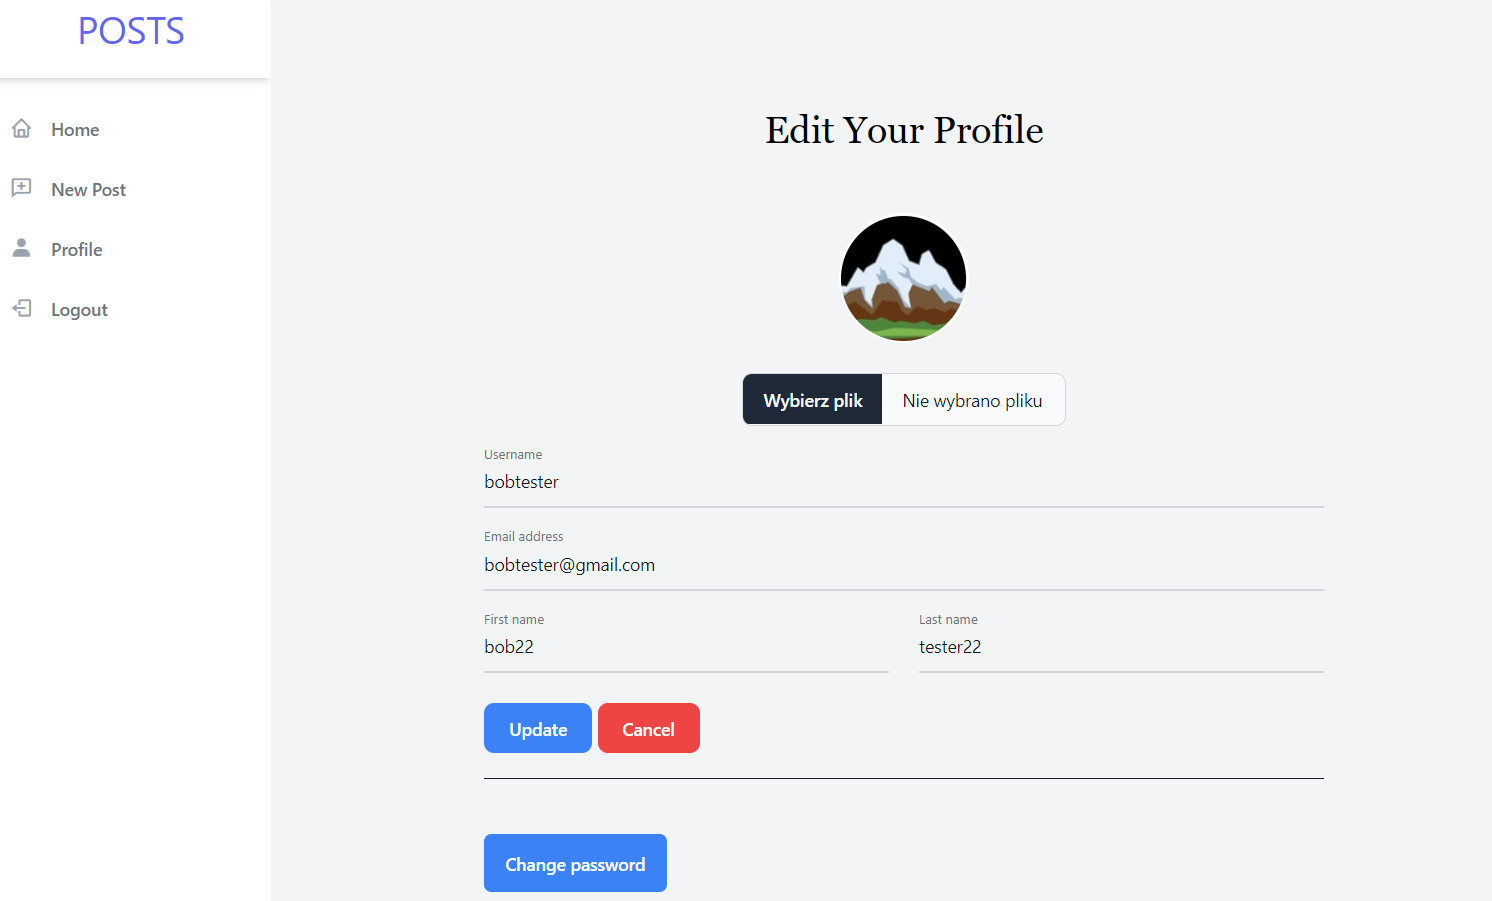 POSTS
Home
New Post
Profile
Logout
Edit Your Profile
Wybierz plik Nie wybrano pliku
Username
bobtester
Email address
bobtester@gmail.com
First name
bob22
Last name
tester22
Update Cancel
Change password